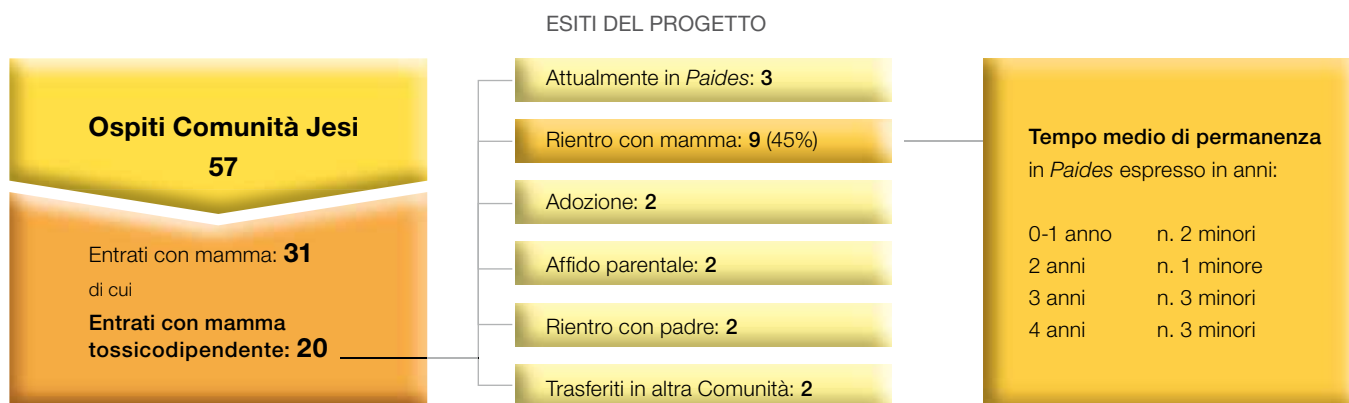 ESITI DEL PROGETTO
Ospiti Comunità Jesi
57
Entrati con mamma: 31
di cui
Entrati con mamma
tossicodipendente: 20
Attualmente in Paides: 3
Rientro con mamma: 9 (45%)
Adozione: 2
Affido parentale: 2
Rientro con padre: 2
Trasferiti in altra Comunità: 2
Tempo medio di permanenza
in Paides espresso in anni:
0-1 anno n. 2 minori
2 anni n. 1 minore
3 anni n. 3 minori
4 anni n. 3 minori